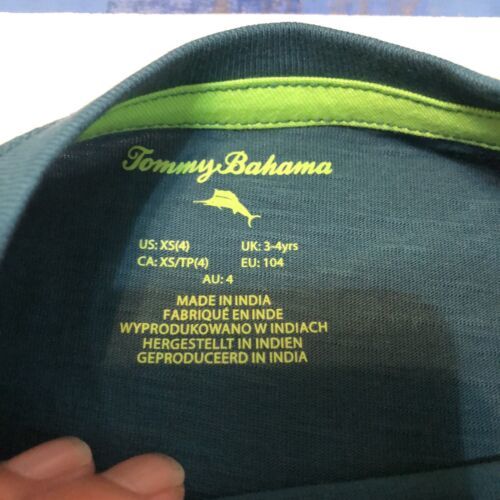 Tommy Bahama
US: XS(4) UK: 3-4yrs
CA: XS/TP(4) EU: 104
AU: 4
MADE IN INDIA
FABRIQUÉ EN INDE
WYPRODUKOWANO W INDIACH
HERGESTELLT IN INDIEN
GEPRODUCEERD IN INDIA